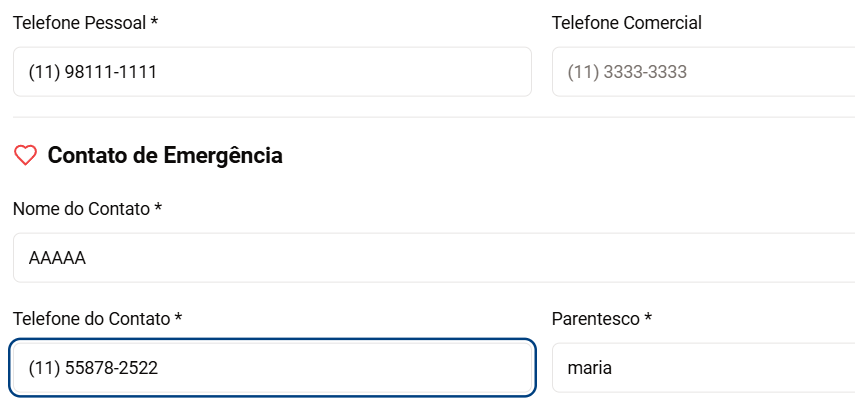 Telefone Pessoal *
Telefone Comercial
(11) 98111-1111
(11) 3333-3333
Contato de Emergência
Nome do Contato *
AAAAA
Telefone do Contato *
Parentesco *
(11) 55878-2522
maria